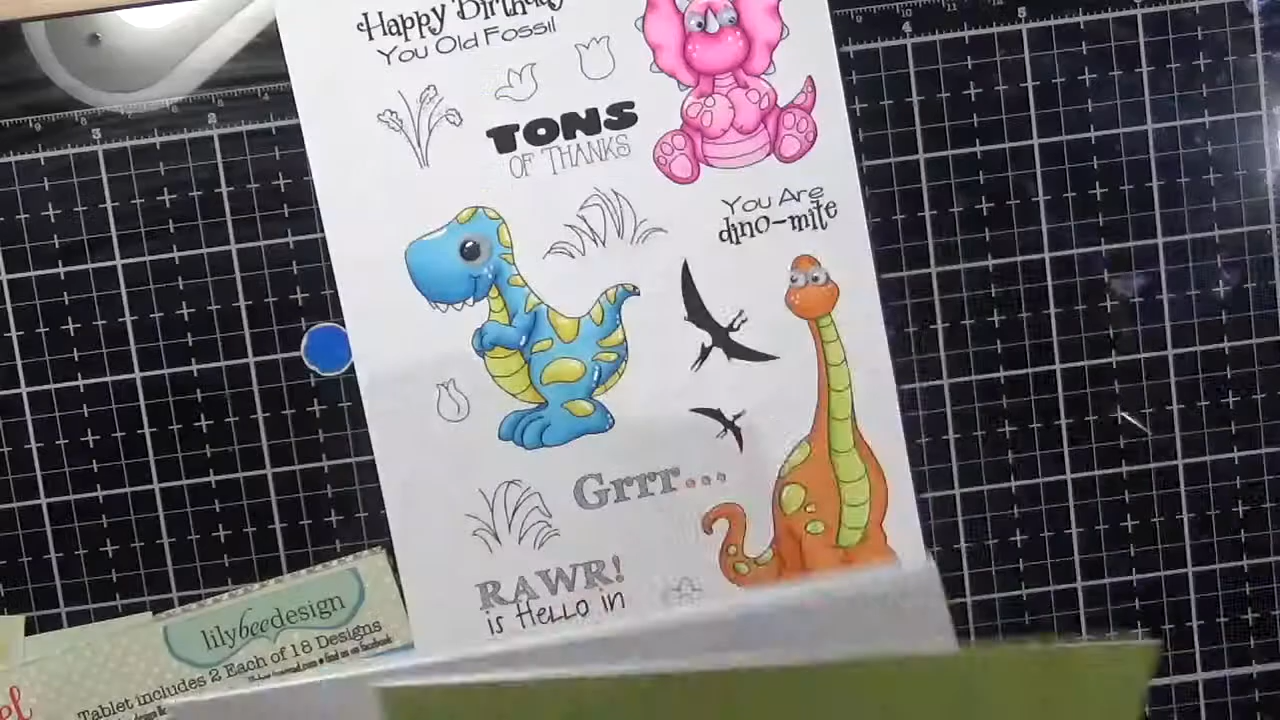 Happy Birthday
You Old Fossil
TONS
OF THANKS
You Are
dino-mite
Grrr...
RAWR!
is Hello in
lilybeedesign
Tablet includes 2 Each of 18 Designs